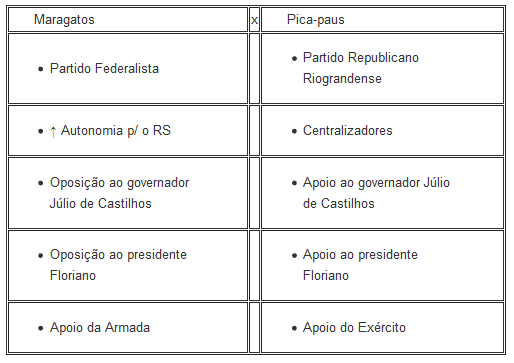 Maragatos x Pica-paus
• Partido Federalista
• Partido Republicano
Riograndense
• ↑ Autonomia p/ o RS
• Centralizadores
• Oposição ao governador
Júlio de Castilhos
• Apoio ao governador Júlio
de Castilhos
• Oposição ao presidente
Floriano
• Apoio ao presidente
Floriano
• Apoio da Armada
• Apoio do Exército